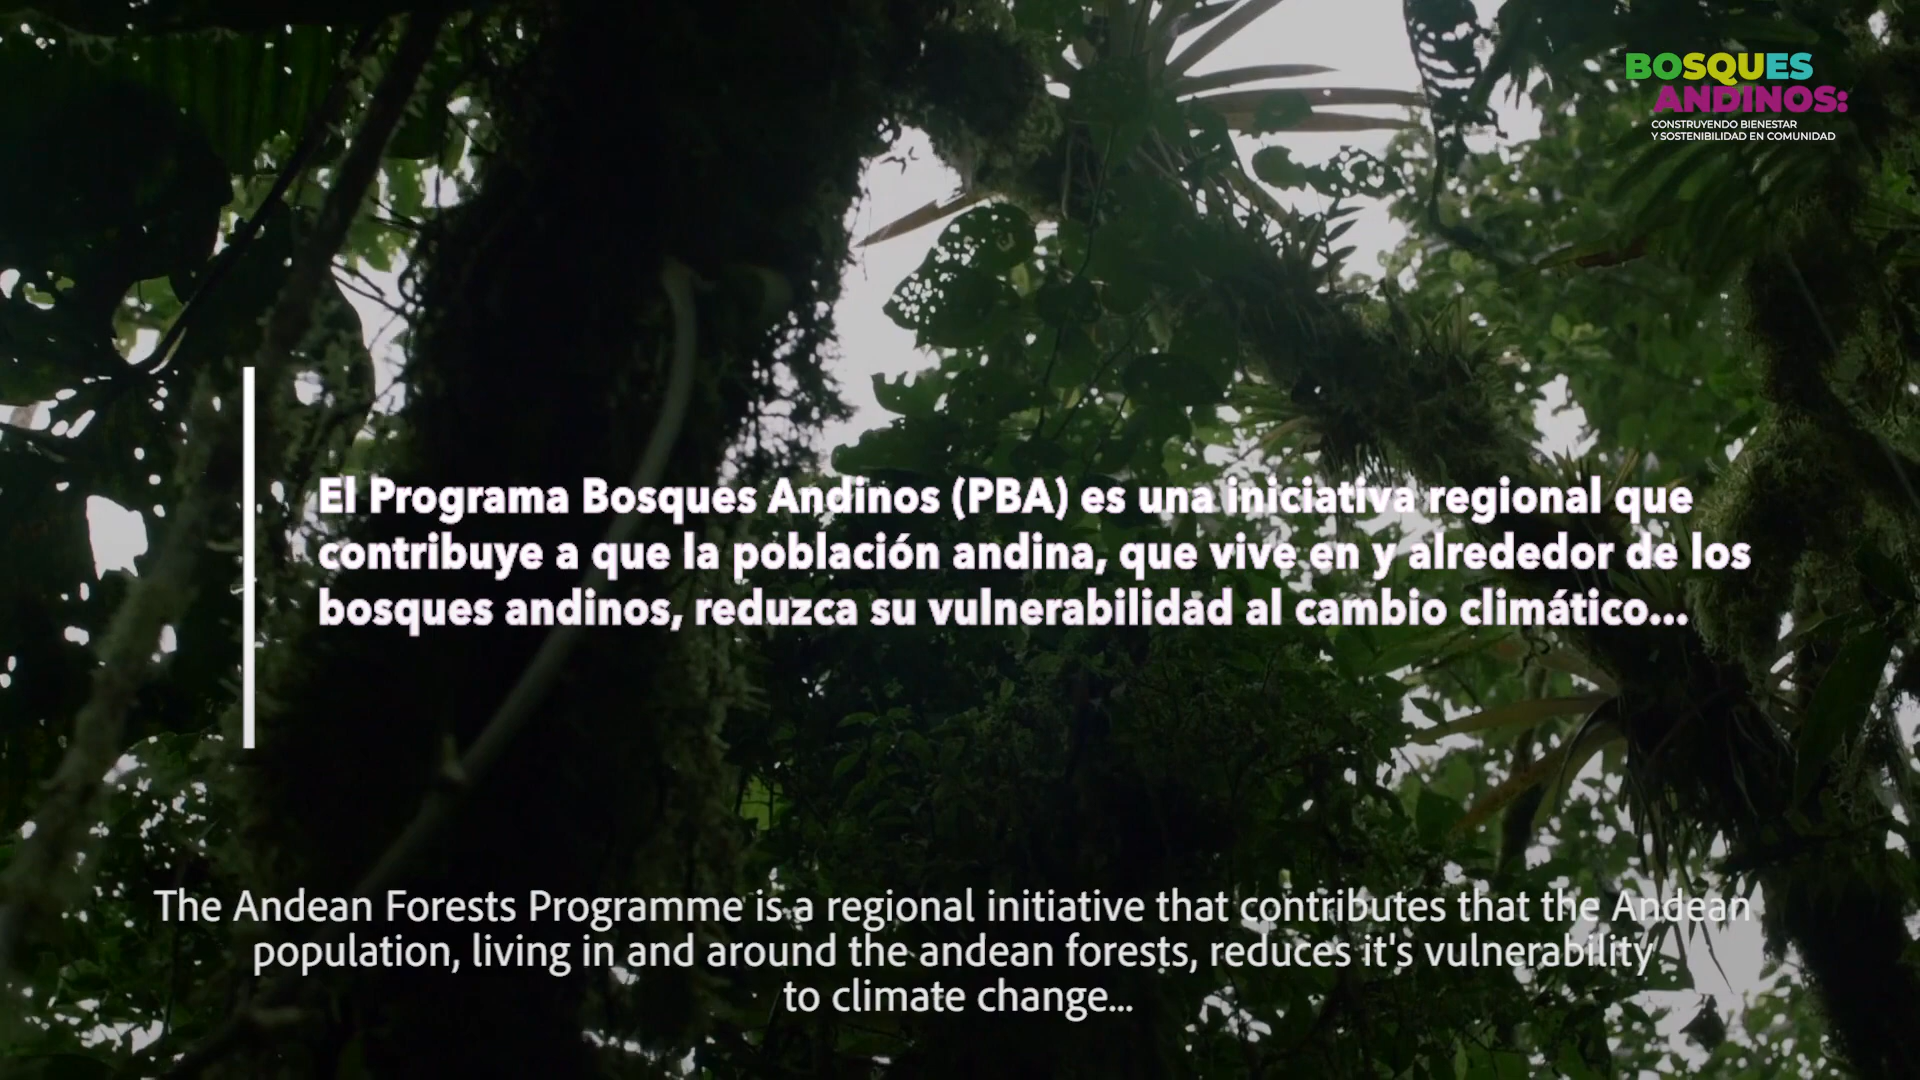 BOSQUES
ANDINOS:
CONSTRUYENDO BIENESTAR
Y SOSTENIBILIDAD EN COMUNIDAD
El Programa Bosques Andinos (PBA) es una iniciativa regional que
contribuye a que la población andina, que vive en y alrededor de los
bosques andinos, reduzca su vulnerabilidad al cambio climático...
The Andean Forests Programme is a regional initiative that contributes that the Andean
population, living in and around the andean forests, reduces it's vulnerability
to climate change...